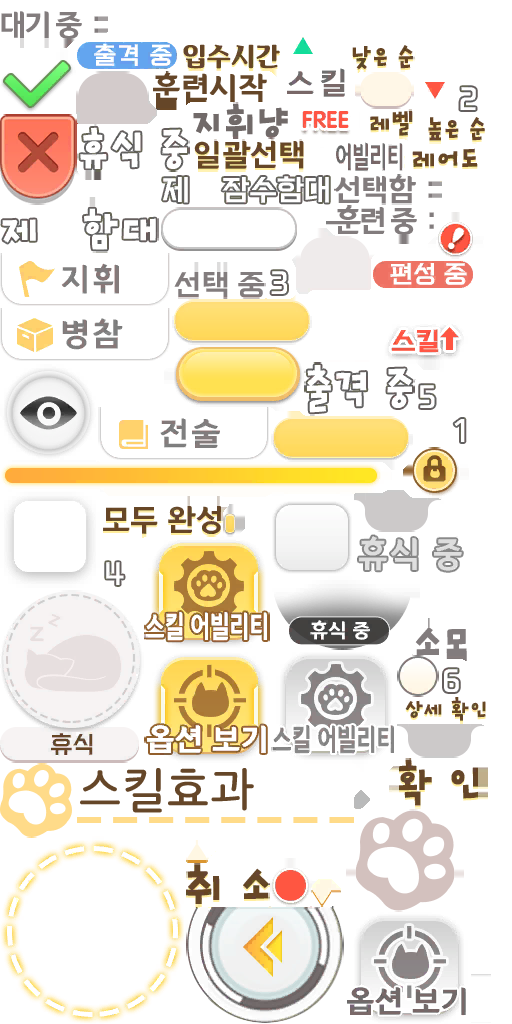 대기 중 :
출격 중
입수시간
낮은 순
훈련시작
스킬
2
지휘냥
FREE
레벨
높은 순
휴식 중
일괄선택
어빌리티
레어도
제 잠수함대
선택함 :
제 함대
훈련 중 :
지휘
선택 중
3
편성 중
병참
스킬
출격 중
5
전술
1
모두 완성
휴식 중
4
스킬 어빌리티
휴식 중
소모
6
Z Z Z
상세 확인
휴식
옵션 보기
스킬 어빌리티
스킬효과
확 인
취 소
옵션 보기